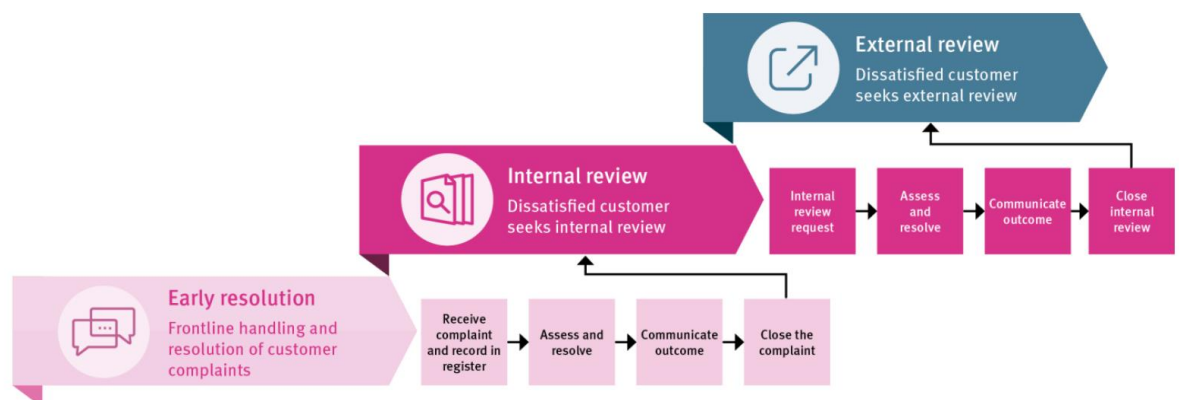 External review
Dissatisfied customer
seeks external review
Internal review
Dissatisfied customer
seeks internal review
Internal
review
request
Assess
and
resolve
Communicate
outcome
Close
internal
review
Early resolution
Frontline handling and
resolution of customer
complaints
Receive
complaint
and record in
register
Assess and
resolve
Communicate
outcome
Close the
complaint